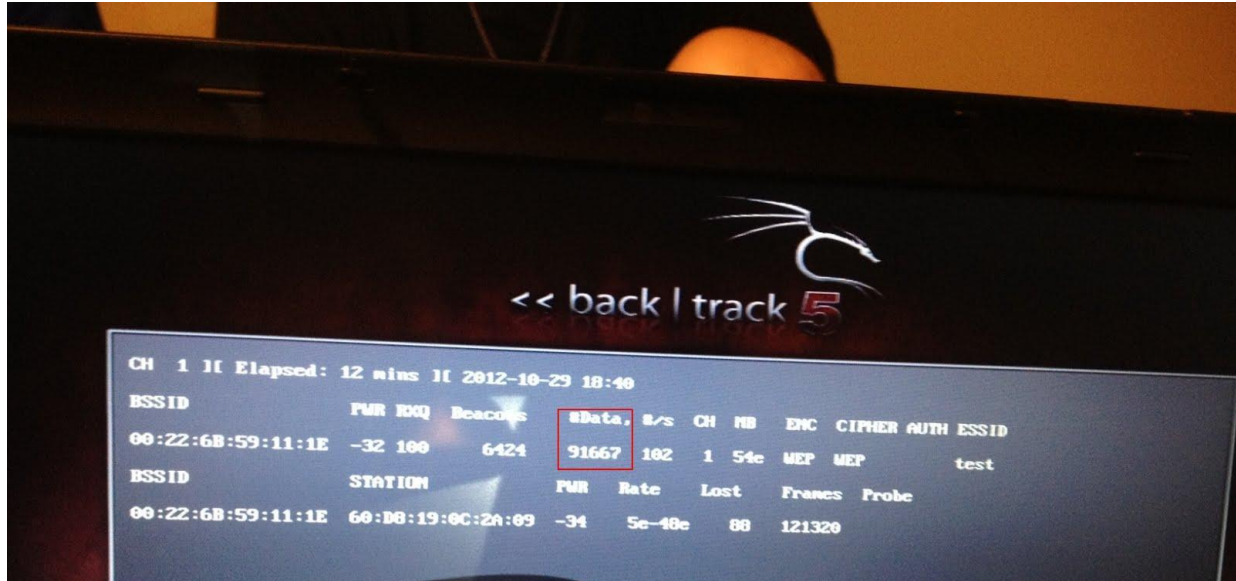 << back | track 5
CH 1 ][ Elapsed: 12 mins ][ 2012-10-29 18:40
BSSID PWR RXQ Beacons #Data, #/s CH MB ENC CIPHER AUTH ESSID
00:22:6B:59:11:1E -32 100 6424 91667 102 1 54e WEP WEP test
BSSID STATION PWR Rate Lost Frames Probe
00:22:6B:59:11:1E 60:D8:19:0C:2A:09 -34 5e-48e 88 121320